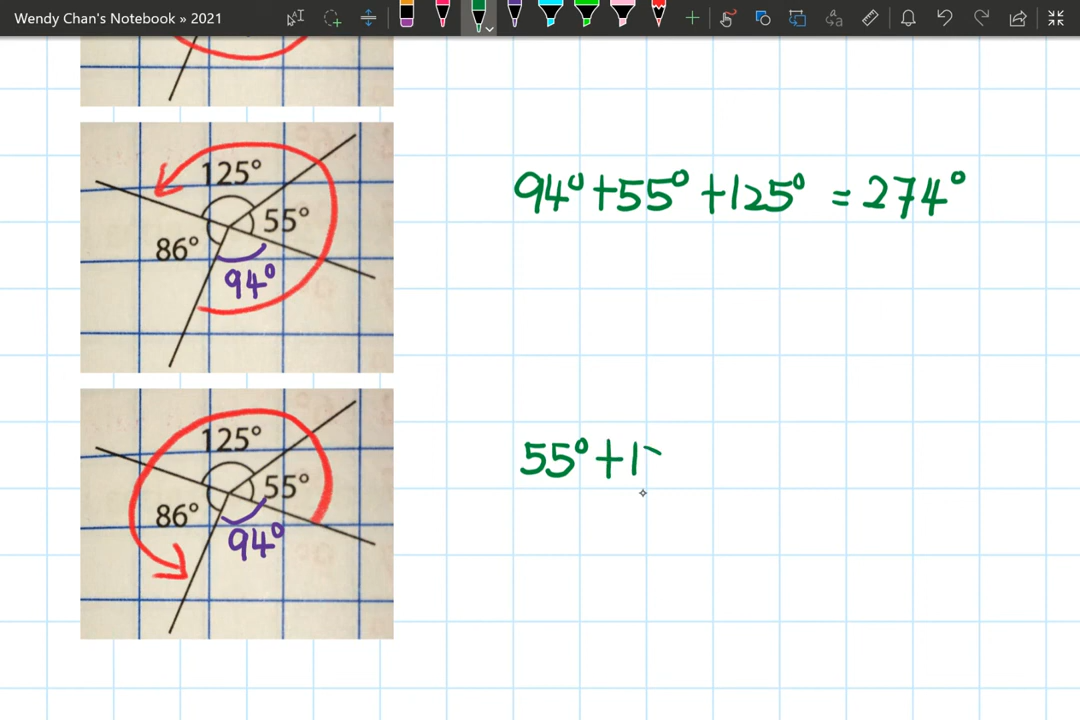 Wendy Chan's Notebook » 2021
125°
55°
86°
94°
94° + 55° + 125° = 274°
125°
55°
86°
94°
55° + 1